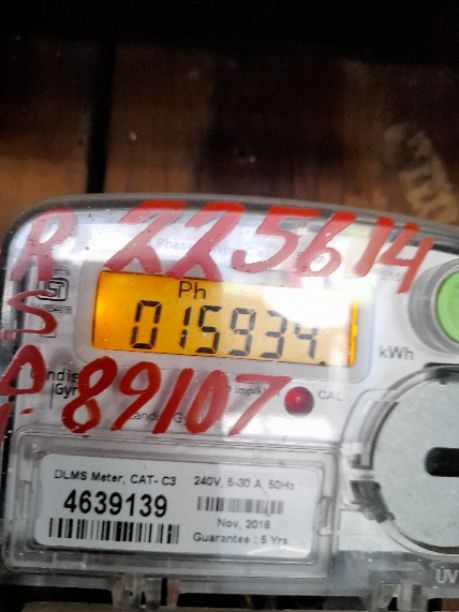 R 225614
Ph
015934
kWh
S
A 89107
CAL
DLMS Meter, CAT- C3
240V, 5-30 A, 50Hz
4639139
Nov, 2018
Guarantee : 5 Yrs
UV